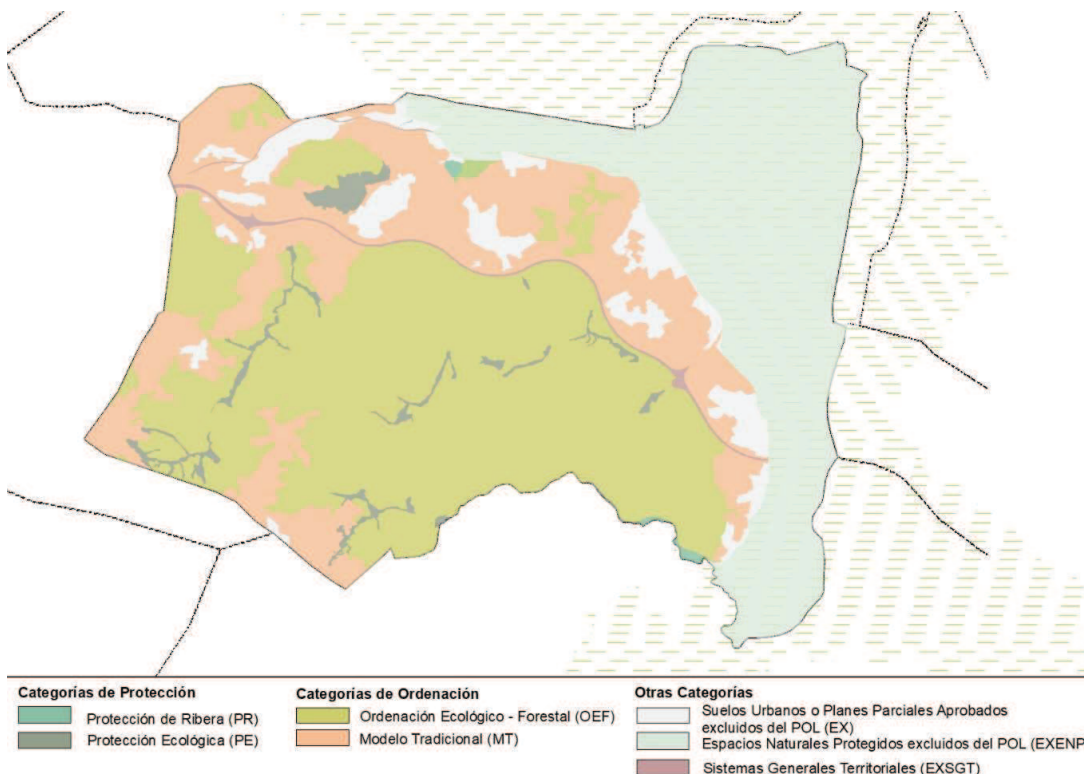 Categorías de Protección
Protección de Ribera (PR)
Protección Ecológica (PE)
Categorías de Ordenación
Ordenación Ecológico - Forestal (OEF)
Modelo Tradicional (MT)
Otras Categorías
Suelos Urbanos o Planes Parciales Aprobados
excluidos del POL (EX)
Espacios Naturales Protegidos excluidos del POL (EXENP
Sistemas Generales Territoriales (EXSGT)